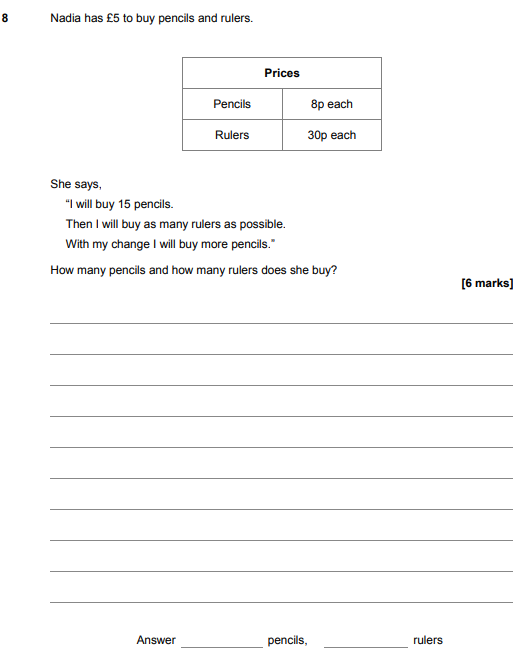 8 Nadia has £5 to buy pencils and rulers.
Prices
Pencils 8p each
Rulers 30p each
She says,
“I will buy 15 pencils.
Then I will buy as many rulers as possible.
With my change I will buy more pencils.”
How many pencils and how many rulers does she buy?
[6 marks]
Answer pencils, rulers